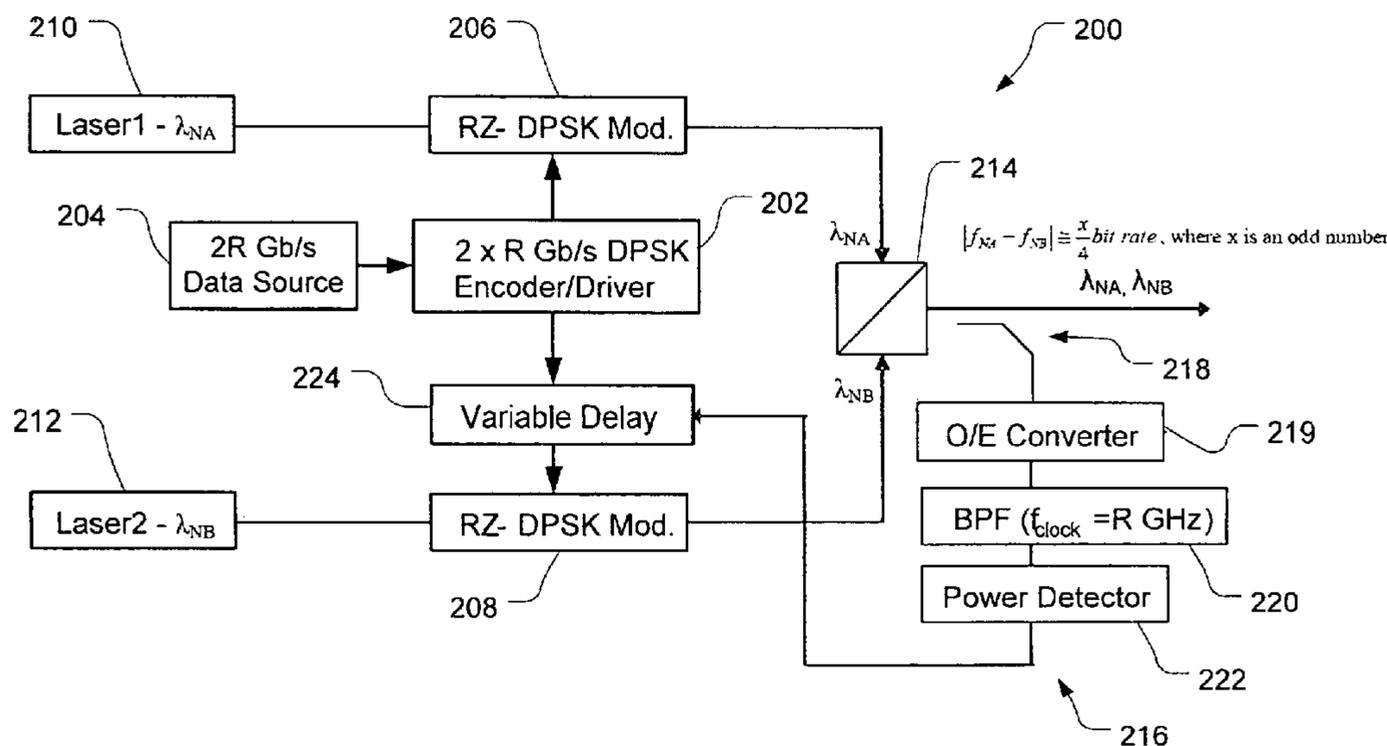 210
206
200
Laser1 - λNA
RZ- DPSK Mod.
214
204
202
2R Gb/s
Data Source
2 x R Gb/s DPSK
Encoder/Driver
λNA
|fNA – fNB| ≅ x/4 bit rate, where x is an odd number
λNA, λNB
218
224
Variable Delay
λNB
212
O/E Converter
219
Laser2 - λNB
RZ- DPSK Mod.
BPF (fclock =R GHz)
208
220
Power Detector
222
216